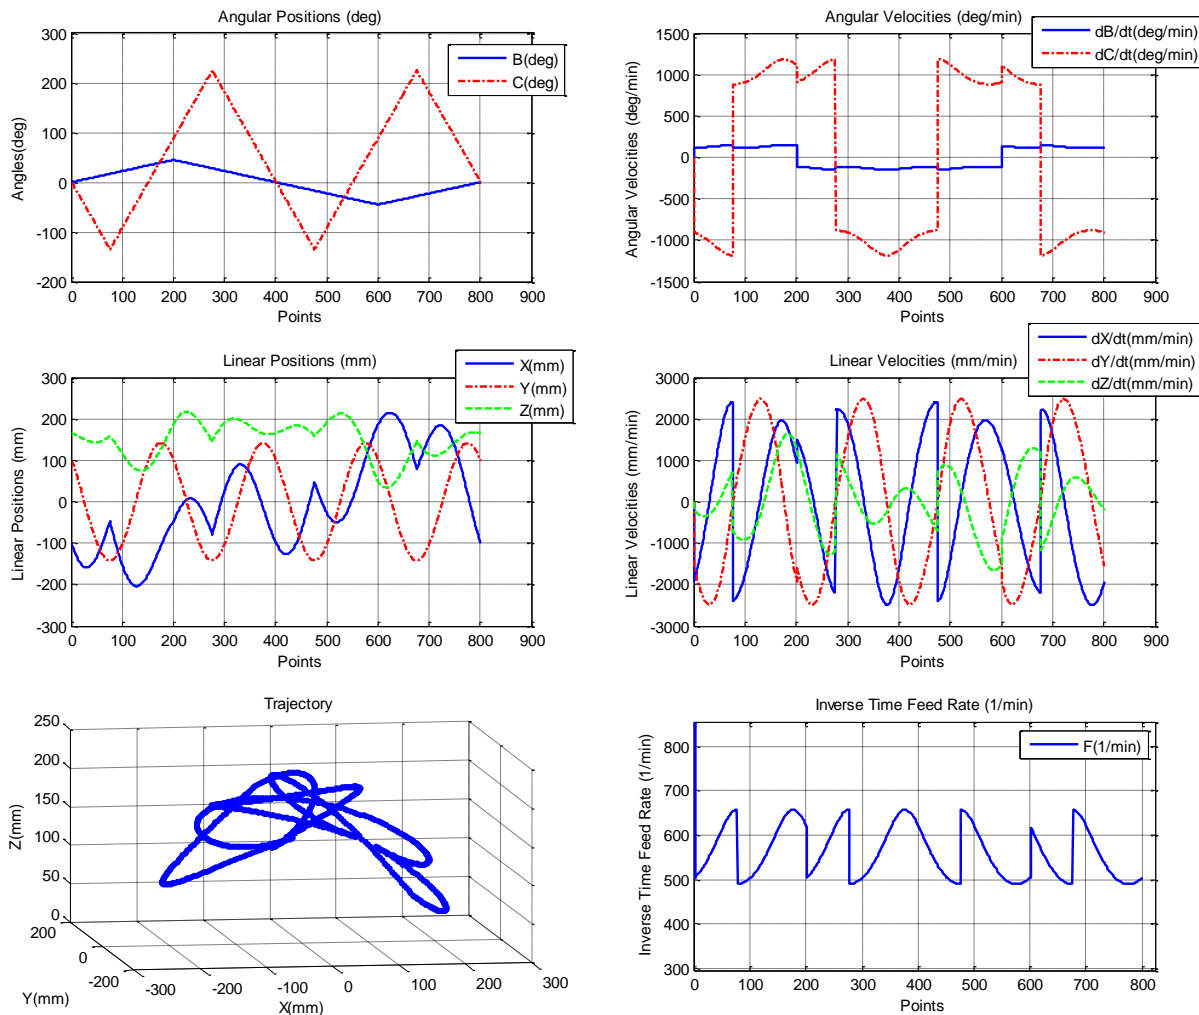 Angular Positions (deg)
300
200
100
0
-100
-200
Angles(deg)
B(deg)
C(deg)
0 100 200 300 400 500 600 700 800 900
Points
Angular Velocities (deg/min)
1500
1000
500
0
-500
-1000
-1500
Angular Velocities (deg/min)
dB/dt(deg/min)
dC/dt(deg/min)
0 100 200 300 400 500 600 700 800 900
Points
Linear Positions (mm)
300
200
100
0
-100
-200
-300
Linear Positions (mm)
X(mm)
Y(mm)
Z(mm)
0 100 200 300 400 500 600 700 800 900
Points
Linear Velocities (mm/min)
3000
2000
1000
0
-1000
-2000
-3000
Linear Velocities (mm/min)
dX/dt(mm/min)
dY/dt(mm/min)
dZ/dt(mm/min)
0 100 200 300 400 500 600 700 800 900
Points
Trajectory
250
200
150
100
50
0
Z(mm)
200
0
-200
Y(mm)
-300 -200 -100 0 100 200 300
X(mm)
Inverse Time Feed Rate (1/min)
800
700
600
500
400
300
Inverse Time Feed Rate (1/min)
F(1/min)
0 100 200 300 400 500 600 700 800
Points